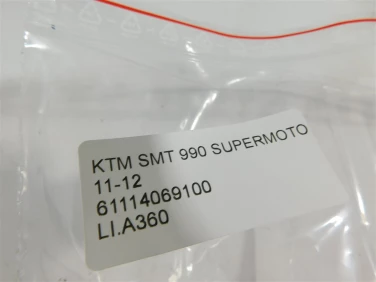 KTM SMT 990 SUPERMOTO
11-12
61114069100
LI.A360